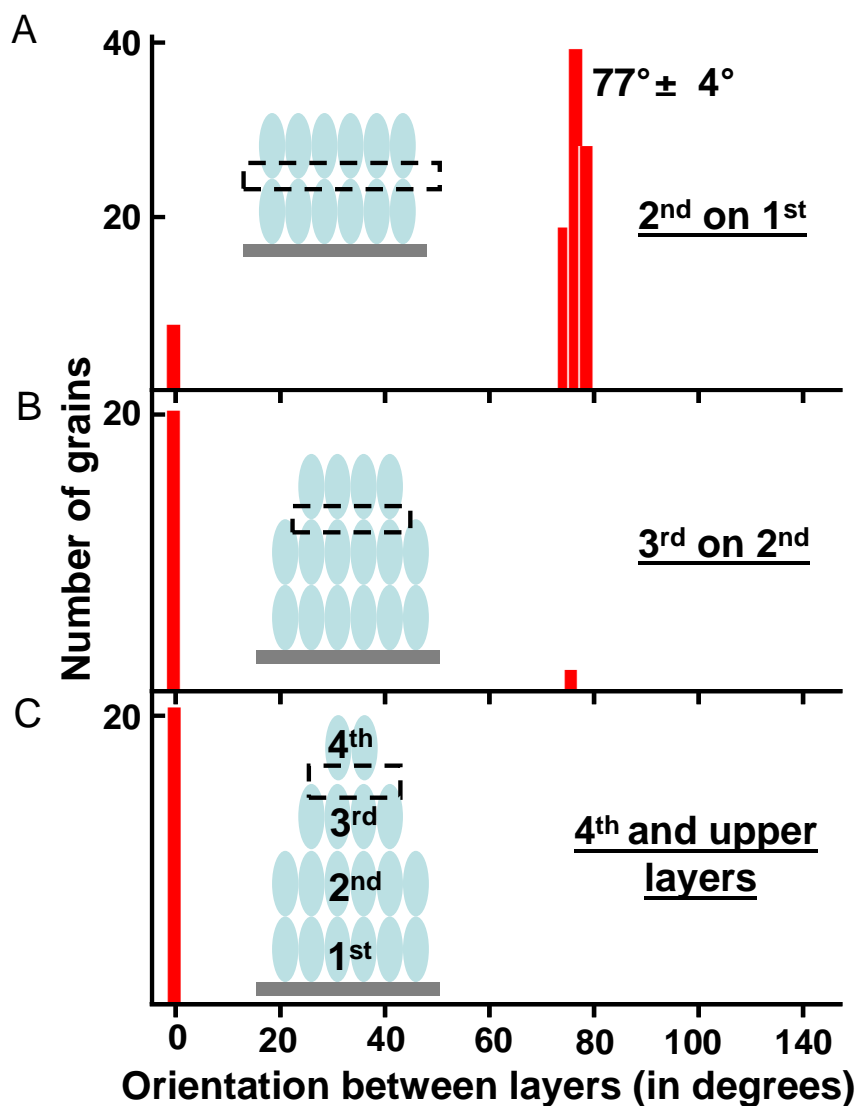 A
40
77° ± 4°
20
2nd on 1st
Number of grains
B
20
3rd on 2nd
C
20
4th
3rd
2nd
1st
4th and upper
layers
0 20 40 60 80 100 140
Orientation between layers (in degrees)